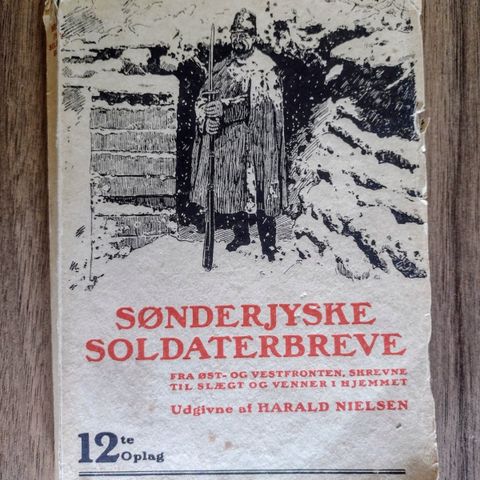 SØNDERJYSKE
SOLDATERBREVE
FRA ØST- OG VESTFRONTEN, SKREVNE
TIL SLÆGT OG VENNER I HJEMMET
Udgivne af HARALD NIELSEN
12te Oplag